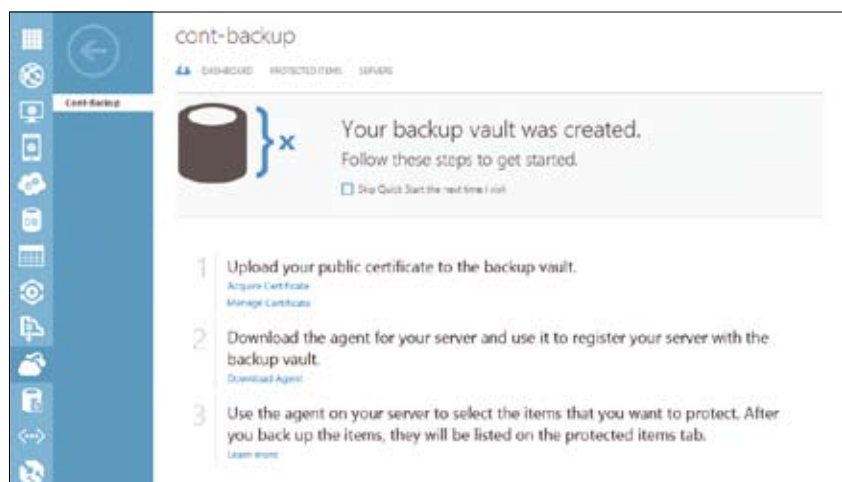 cont-backup
DASHBOARD PROTECTED ITEMS SERVERS
Cont-Backup
x
Your backup vault was created.
Follow these steps to get started.
Skip Quick Start the next time I visit
1
Upload your public certificate to the backup vault.
Acquire Certificate
Manage Certificate
2
Download the agent for your server and use it to register your server with the
backup vault.
Download Agent
3
Use the agent on your server to select the items that you want to protect. After
you back up the items, they will be listed on the protected items tab.
Learn more
DB